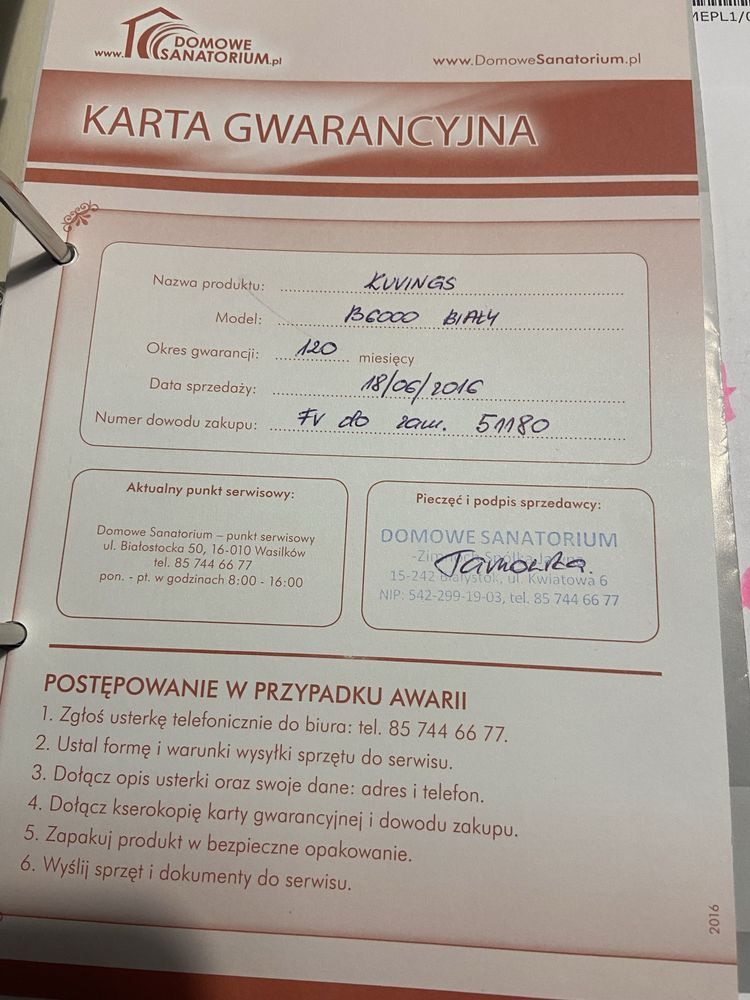 www. DOMOWE
SANATORIUM.pl
www.DomoweSanatorium.pl
MEPL1/0
KARTA GWARANCYJNA
Nazwa produktu: KUVINGS
Model: B6000 BIAŁY
Okres gwarancji: 120 miesięcy
Data sprzedaży: 18/06/2016
Numer dowodu zakupu: FV do zam. 51180
Aktualny punkt serwisowy:
Domowe Sanatorium – punkt serwisowy
ul. Białostocka 50, 16-010 Wasilków
tel. 85 744 66 77
pon. - pt. w godzinach 8:00 - 16:00
Pieczęć i podpis sprzedawcy:
DOMOWE SANATORIUM
Spółka Jawna
15-242 Białystok, ul. Kwiatowa 6
NIP: 542-299-19-03, tel. 85 744 66 77
POSTĘPOWANIE W PRZYPADKU AWARII
1. Zgłoś usterkę telefonicznie do biura: tel. 85 744 66 77.
2. Ustal formę i warunki wysyłki sprzętu do serwisu.
3. Dołącz opis usterki oraz swoje dane: adres i telefon.
4. Dołącz kserokopię karty gwarancyjnej i dowodu zakupu.
5. Zapakuj produkt w bezpieczne opakowanie.
6. Wyślij sprzęt i dokumenty do serwisu.
2016